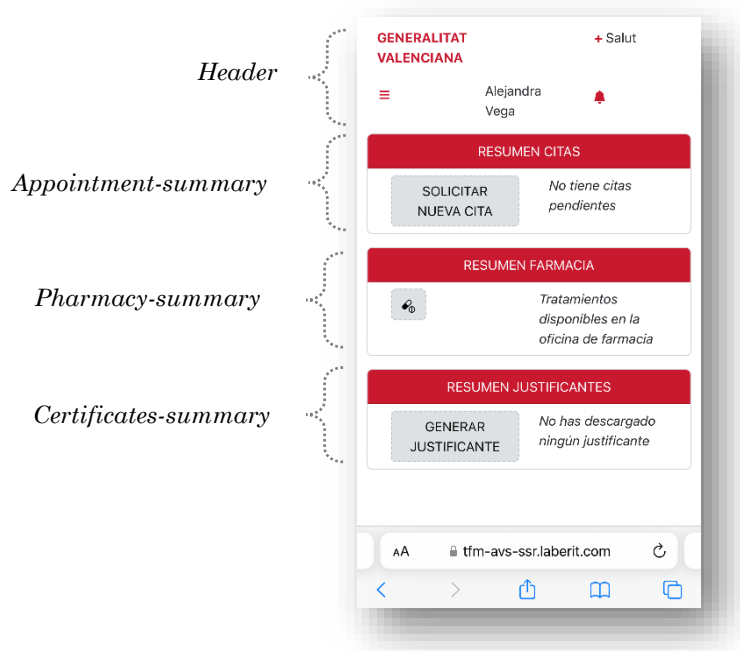 Header
GENERALITAT
VALENCIANA
+ Salut
Alejandra
Vega
Appointment-summary
RESUMEN CITAS
SOLICITAR
NUEVA CITA
No tiene citas
pendientes
Pharmacy-summary
RESUMEN FARMACIA
Tratamientos
disponibles en la
oficina de farmacia
Certificates-summary
RESUMEN JUSTIFICANTES
GENERAR
JUSTIFICANTE
No has descargado
ningún justificante
AA
tfm-avs-ssr.laberit.com